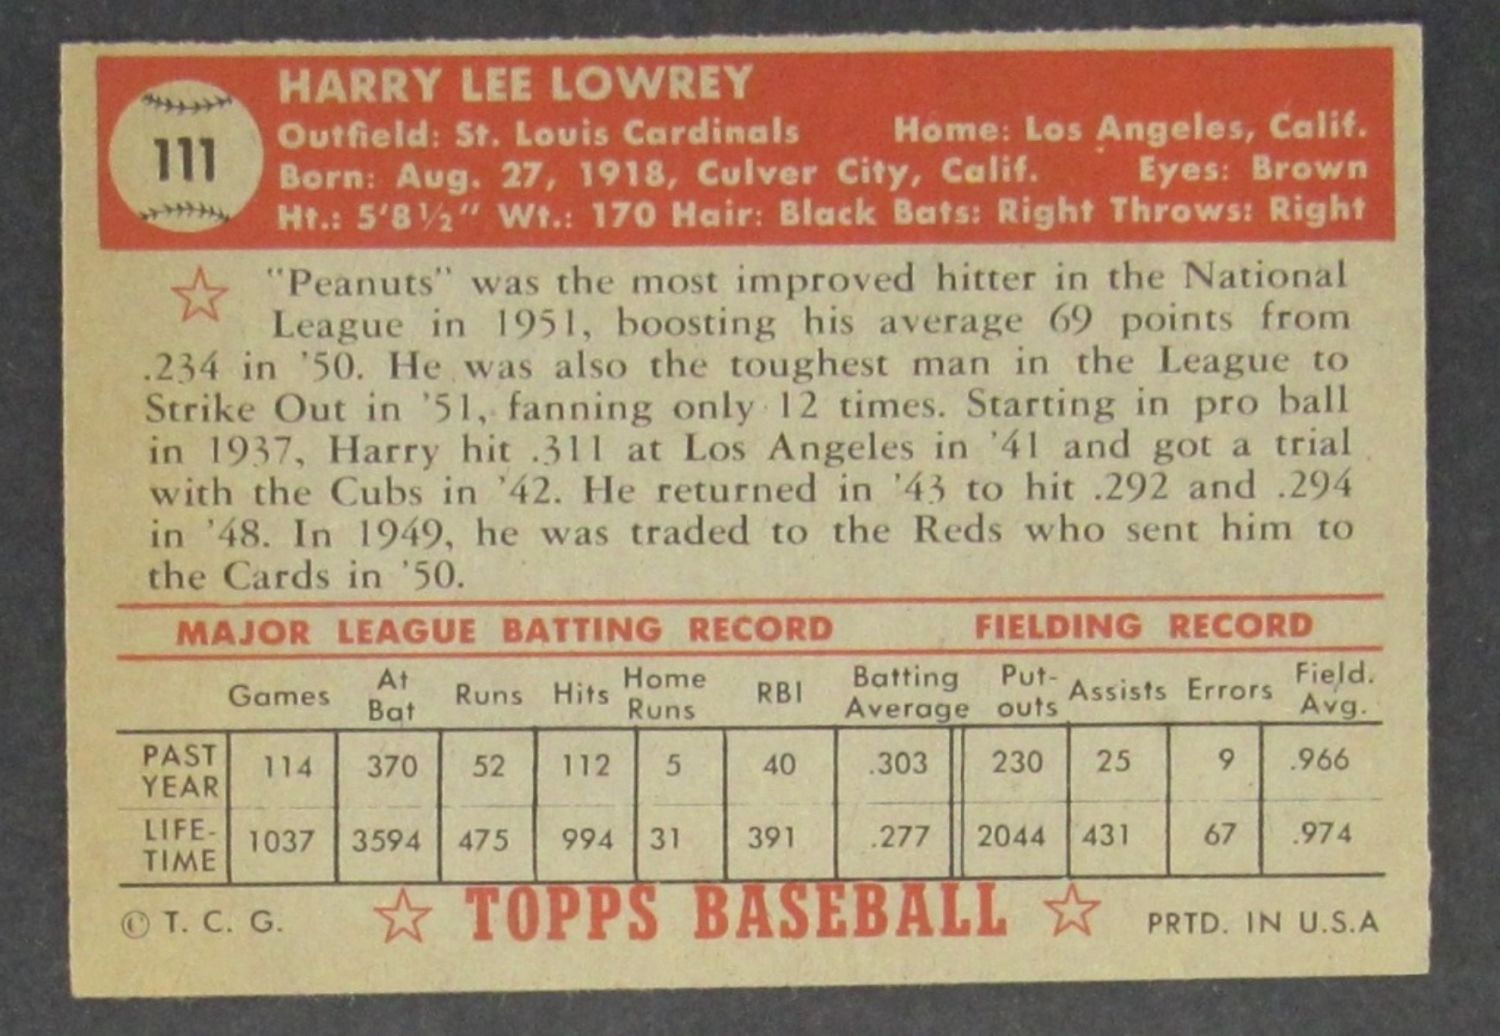 111
HARRY LEE LOWREY
Outfield: St. Louis Cardinals Home: Los Angeles, Calif.
Born: Aug. 27, 1918, Culver City, Calif. Eyes: Brown
Ht.: 5'8½" Wt.: 170 Hair: Black Bats: Right Throws: Right
"Peanuts" was the most improved hitter in the National
League in 1951, boosting his average 69 points from
.234 in '50. He was also the toughest man in the League to
Strike Out in '51, fanning only 12 times. Starting in pro ball
in 1937, Harry hit .311 at Los Angeles in '41 and got a trial
with the Cubs in '42. He returned in '43 to hit .292 and .294
in '48. In 1949, he was traded to the Reds who sent him to
the Cards in '50.
MAJOR LEAGUE BATTING RECORD FIELDING RECORD
Games At Bat Runs Hits Home Runs RBI Batting Average Put-outs Assists Errors Field. Avg.
PAST YEAR 114 370 52 112 5 40 .303 230 25 9 .966
LIFE-TIME 1037 3594 475 994 31 391 .277 2044 431 67 .974
© T. C. G. TOPPS BASEBALL PRTD. IN U.S.A